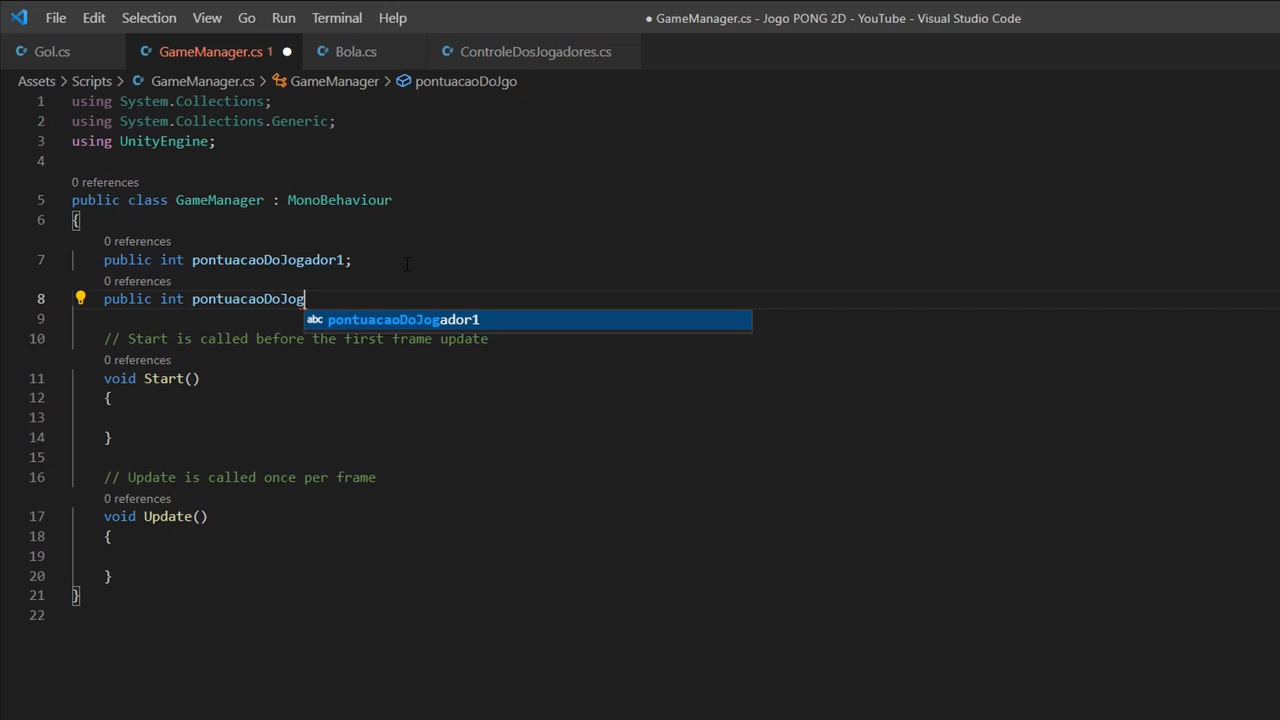 File Edit Selection View Go Run Terminal Help ● GameManager.cs - Jogo PONG 2D - YouTube - Visual Studio Code
Gol.cs GameManager.cs 1 Bola.cs ControleDosJogadores.cs
Assets > Scripts > GameManager.cs > GameManager > pontuacaoDoJgo
1 using System.Collections;
2 using System.Collections.Generic;
3 using UnityEngine;
4
0 references
5 public class GameManager : MonoBehaviour
6 {
0 references
7 public int pontuacaoDoJogador1;
0 references
8 public int pontuacaoDoJog
abc pontuacaoDoJogador1
9
10 // Start is called before the first frame update
0 references
11 void Start()
12 {
13
14 }
15
16 // Update is called once per frame
0 references
17 void Update()
18 {
19
20 }
21 }
22